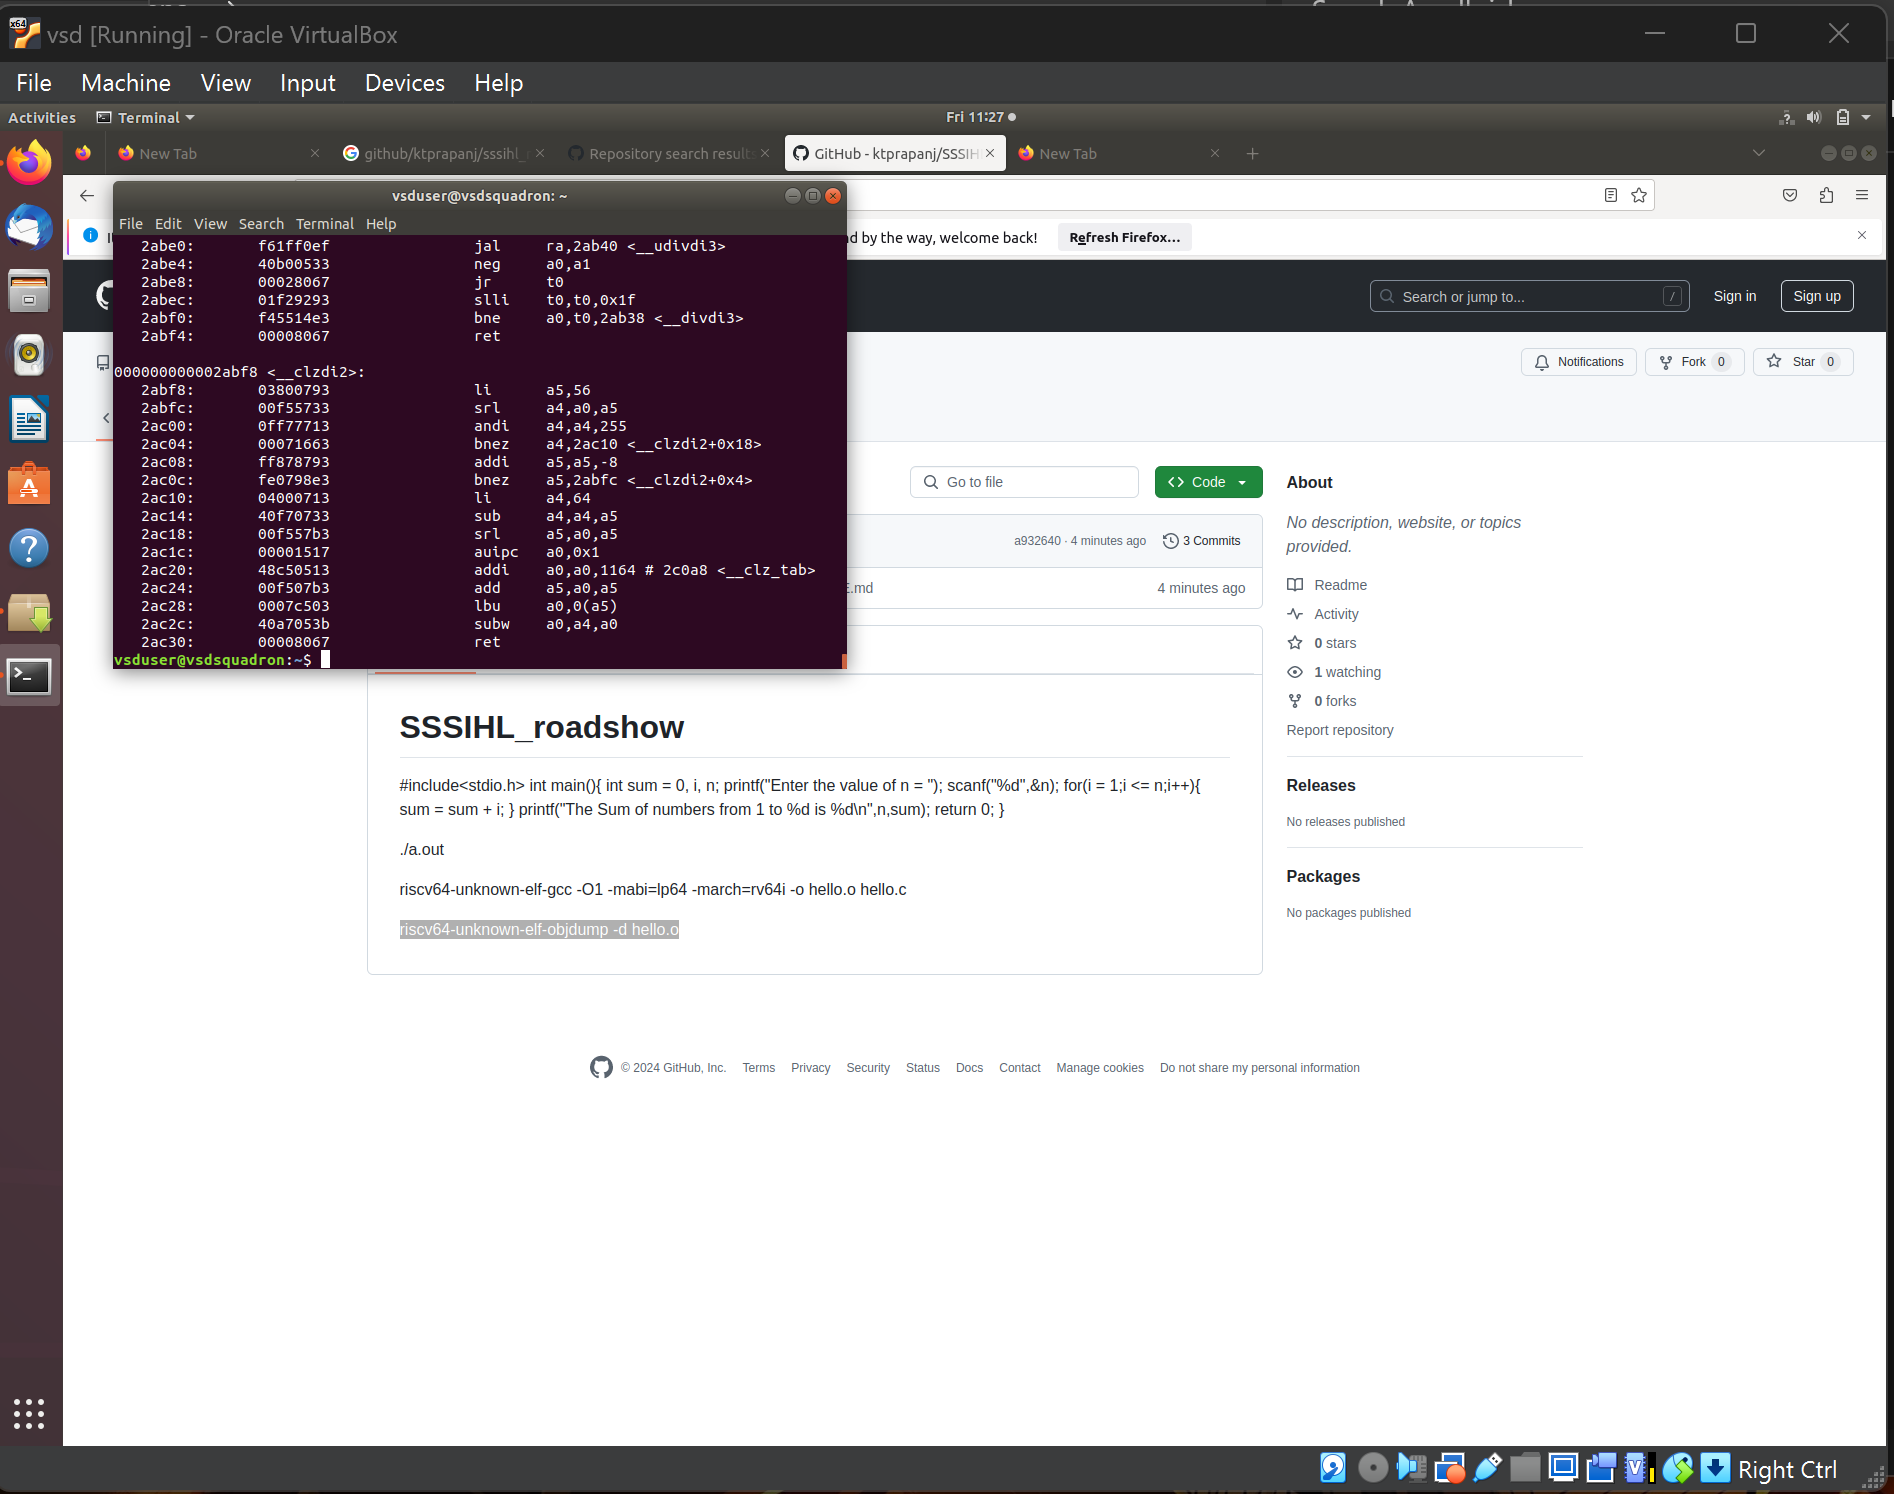 vsd [Running] - Oracle VirtualBox
File Machine View Input Devices Help
Activities Terminal Fri 11:27
New Tab github/ktprapanj/sssihl_ Repository search results GitHub - ktprapanj/SSSIH New Tab
vsduser@vsdsquadron: ~
File Edit View Search Terminal Help
nd by the way, welcome back! Refresh Firefox...
2abe0: f61ff0ef jal ra,2ab40 <__udivdi3>
2abe4: 40b00533 neg a0,a1
2abe8: 00028067 jr t0
2abec: 01f29293 slli t0,t0,0x1f
2abf0: f45514e3 bne a0,t0,2ab38 <__divdi3>
2abf4: 00008067 ret
000000000002abf8 <__clzdi2>:
2abf8: 03800793 li a5,56
2abfc: 00f55733 srl a4,a0,a5
2ac00: 0ff77713 andi a4,a4,255
2ac04: 00071663 bnez a4,2ac10 <__clzdi2+0x18>
2ac08: ff878793 addi a5,a5,-8
2ac0c: fe0798e3 bnez a5,2abfc <__clzdi2+0x4>
2ac10: 04000713 li a4,64
2ac14: 40f70733 sub a4,a4,a5
2ac18: 00f557b3 srl a5,a0,a5
2ac1c: 00001517 auipc a0,0x1
2ac20: 48c50513 addi a0,a0,1164 # 2c0a8 <__clz_tab>
2ac24: 00f507b3 add a5,a0,a5
2ac28: 0007c503 lbu a0,0(a5)
2ac2c: 40a7053b subw a0,a4,a0
2ac30: 00008067 ret
vsduser@vsdsquadron:~$
Search or jump to... / Sign in Sign up
Notifications Fork 0 Star 0
Go to file Code
a932640 · 4 minutes ago 3 Commits
E.md 4 minutes ago
SSSIHL_roadshow
#include<stdio.h> int main(){ int sum = 0, i, n; printf("Enter the value of n = "); scanf("%d",&n); for(i = 1;i <= n;i++){
sum = sum + i; } printf("The Sum of numbers from 1 to %d is %d\n",n,sum); return 0; }
./a.out
riscv64-unknown-elf-gcc -O1 -mabi=lp64 -march=rv64i -o hello.o hello.c
riscv64-unknown-elf-objdump -d hello.o
About
No description, website, or topics
provided.
Readme
Activity
0 stars
1 watching
0 forks
Report repository
Releases
No releases published
Packages
No packages published
© 2024 GitHub, Inc. Terms Privacy Security Status Docs Contact Manage cookies Do not share my personal information
Right Ctrl